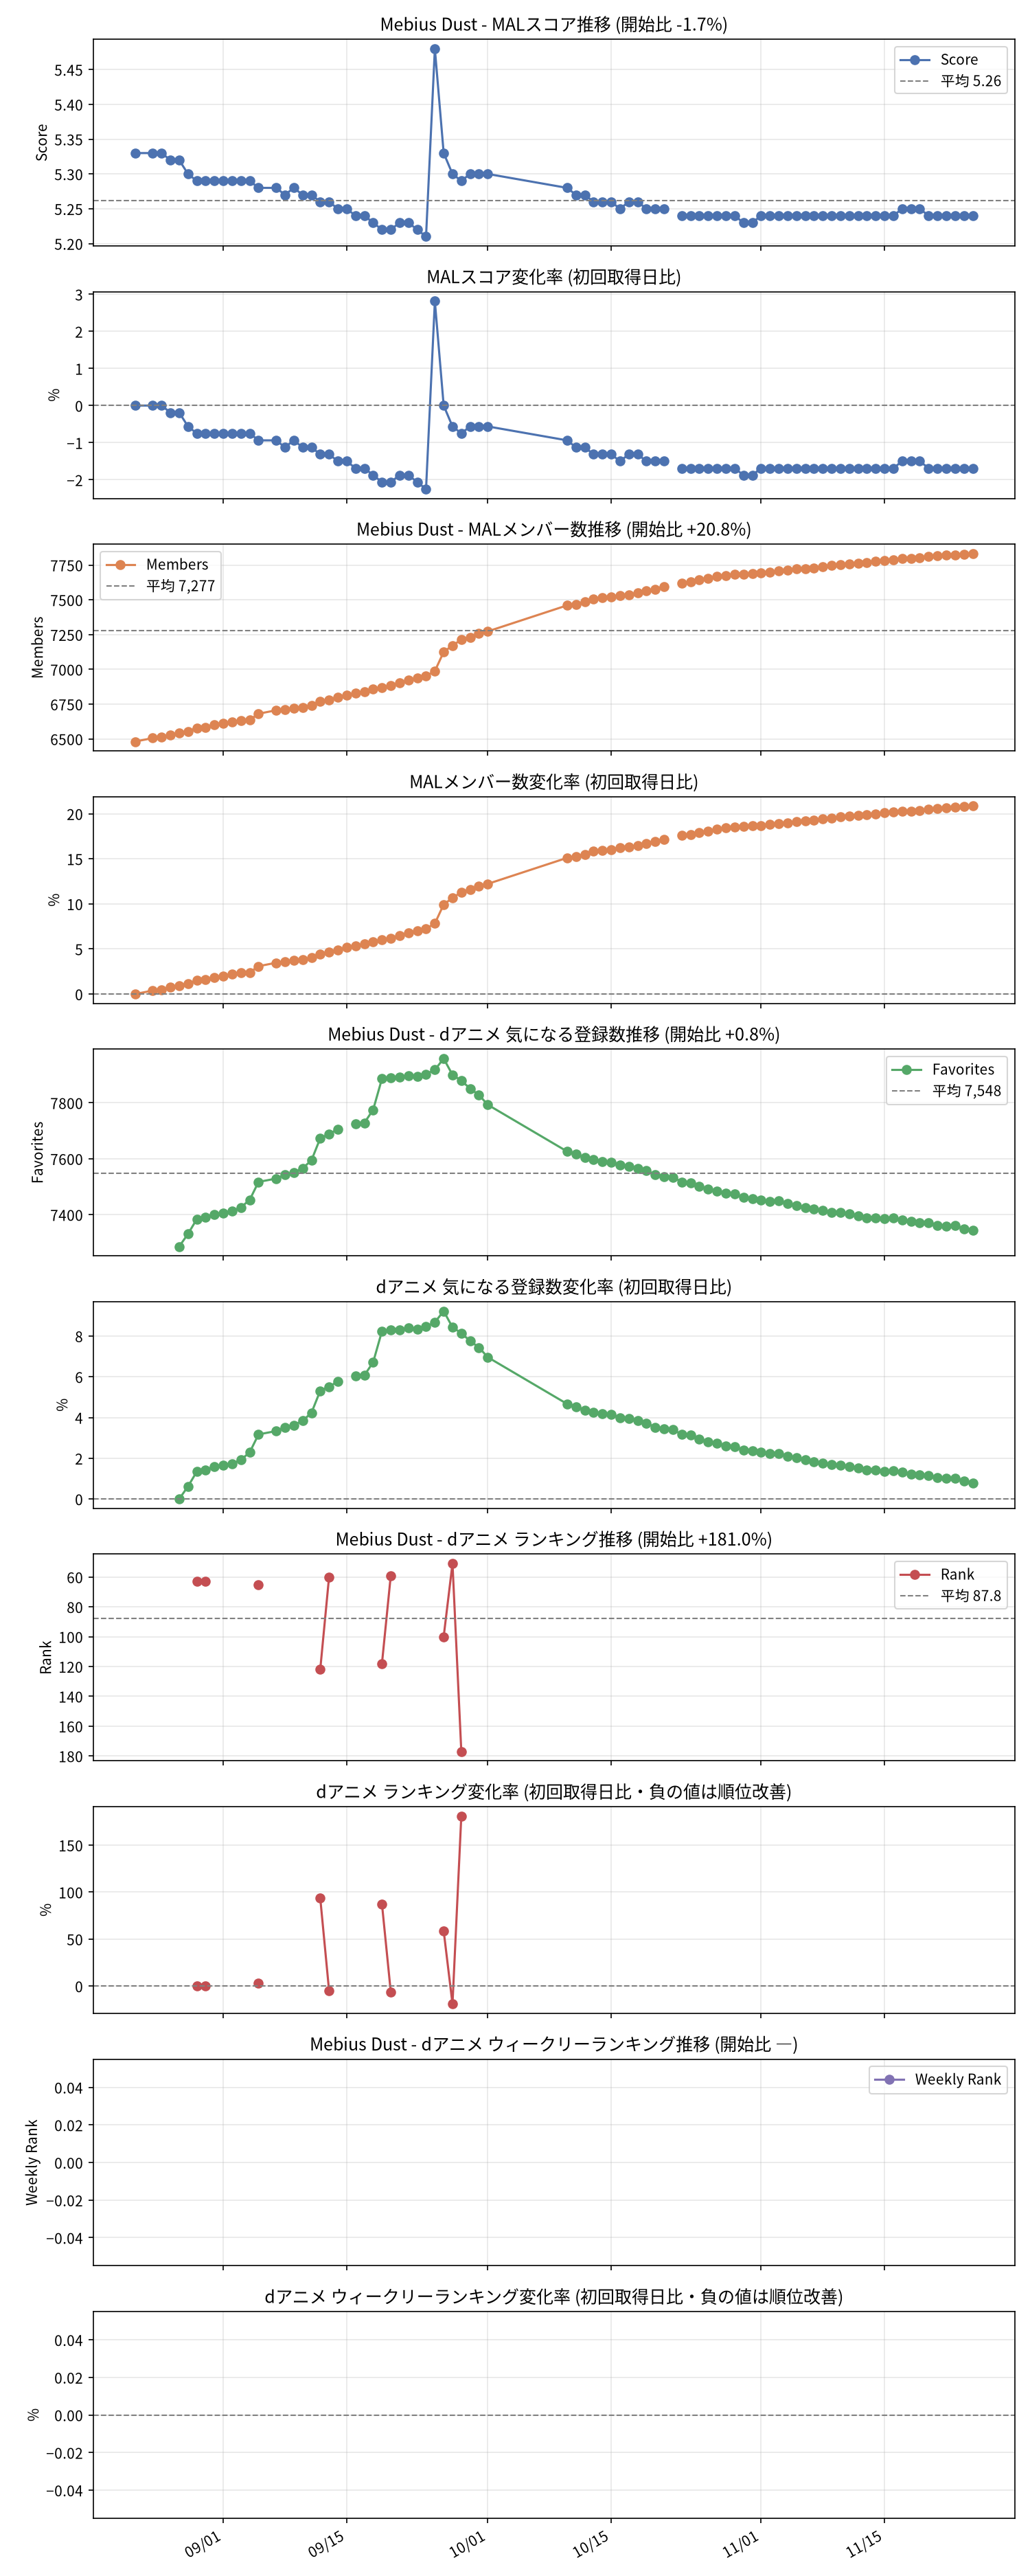 Mebius Dust - MALスコア推移 (開始比 -1.7%)
Score
5.45
5.40
5.35
5.30
5.25
5.20
Score
平均 5.26
MALスコア変化率 (初回取得日比)
%
3
2
1
0
−1
−2
Mebius Dust - MALメンバー数推移 (開始比 +20.8%)
Members
7750
7500
7250
7000
6750
6500
Members
平均 7,277
MALメンバー数変化率 (初回取得日比)
%
20
15
10
5
0
Mebius Dust - dアニメ 気になる登録数推移 (開始比 +0.8%)
Favorites
7800
7600
7400
Favorites
平均 7,548
dアニメ 気になる登録数変化率 (初回取得日比)
%
8
6
4
2
0
Mebius Dust - dアニメ ランキング推移 (開始比 +181.0%)
Rank
60
80
100
120
140
160
180
Rank
平均 87.8
dアニメ ランキング変化率 (初回取得日比・負の値は順位改善)
%
150
100
50
0
Mebius Dust - dアニメ ウィークリーランキング推移 (開始比 —)
Weekly Rank
0.04
0.02
0.00
−0.02
−0.04
Weekly Rank
dアニメ ウィークリーランキング変化率 (初回取得日比・負の値は順位改善)
%
0.04
0.02
0.00
−0.02
−0.04
09/01
09/15
10/01
10/15
11/01
11/15